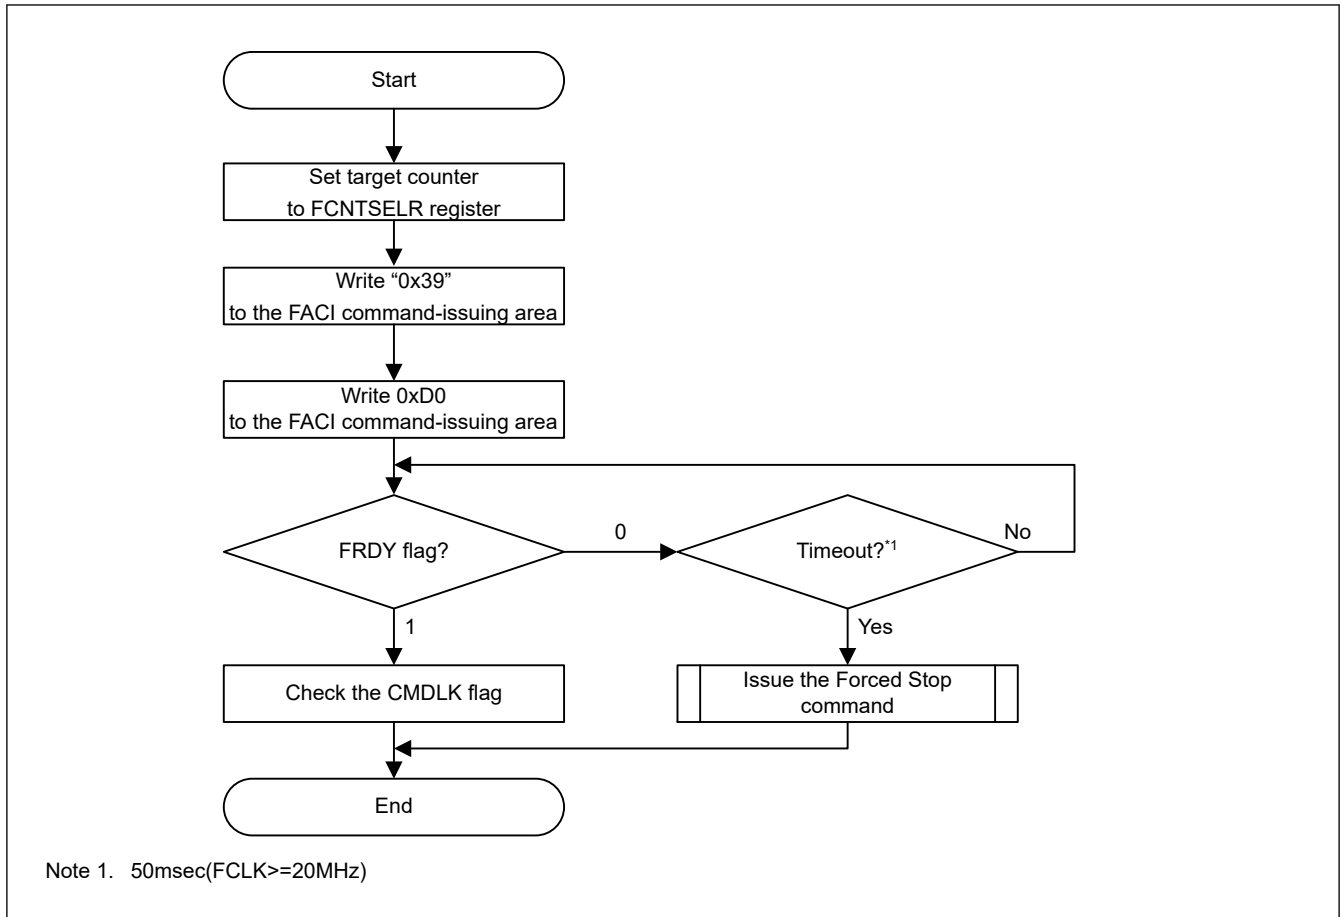 Start
Set target counter
to FCNTSELR register
Write “0x39”
to the FACI command-issuing area
Write 0xD0
to the FACI command-issuing area
FRDY flag?
0
Timeout?*1
No
1
Yes
Check the CMDLK flag
Issue the Forced Stop
command
End
Note 1. 50msec(FCLK>=20MHz)